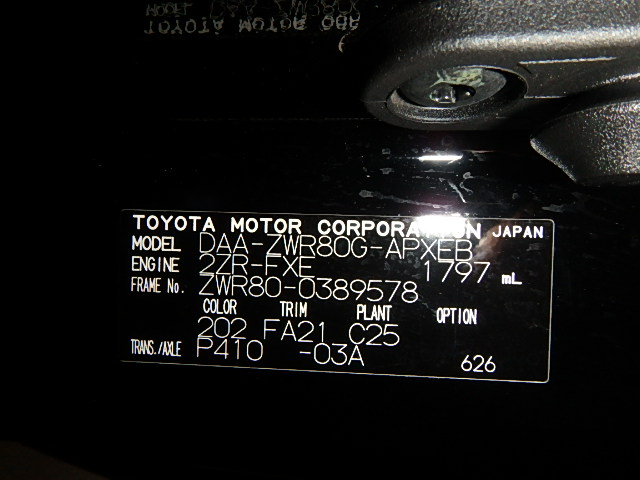 TOYOTA MOTOR CORPORATION JAPAN
MODEL DAA-ZWR80G-APXEB
ENGINE 2ZR-FXE 1797 mL
FRAME No. ZWR80-0389578
COLOR TRIM PLANT OPTION
202 FA21 C25
TRANS./AXLE P410 -03A 626